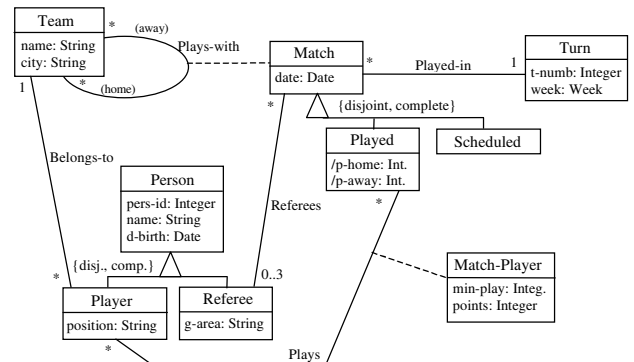 Team
name: String
city: String
* (away)
Plays-with
* (home)
1
Match
date: Date
*
Played-in
1
Turn
t-numb: Integer
week: Week
*
{disjoint, complete}
Played
/p-home: Int.
/p-away: Int.
*
Scheduled
Belongs-to
Person
pers-id: Integer
name: String
d-birth: Date
Referees
{disj., comp.}
0..3
*
Player
position: String
*
Referee
g-area: String
Match-Player
min-play: Integ.
points: Integer
Plays